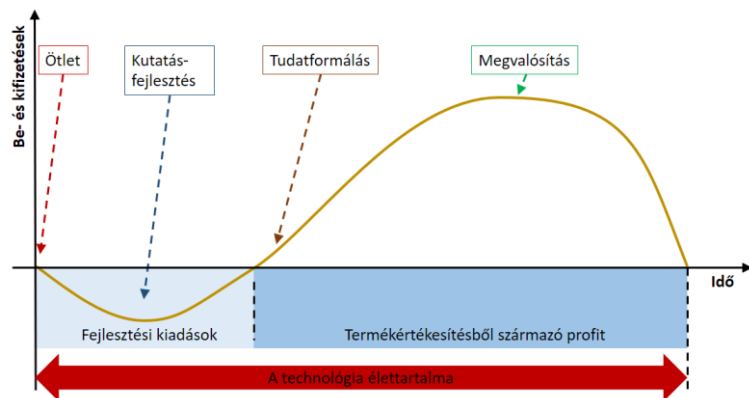 Be- és kifizetések
Ötlet
Kutatás-
fejlesztés
Tudatformálás
Megvalósítás
Idő
Fejlesztési kiadások
Termékértékesítésből származó profit
A technológia élettartalma